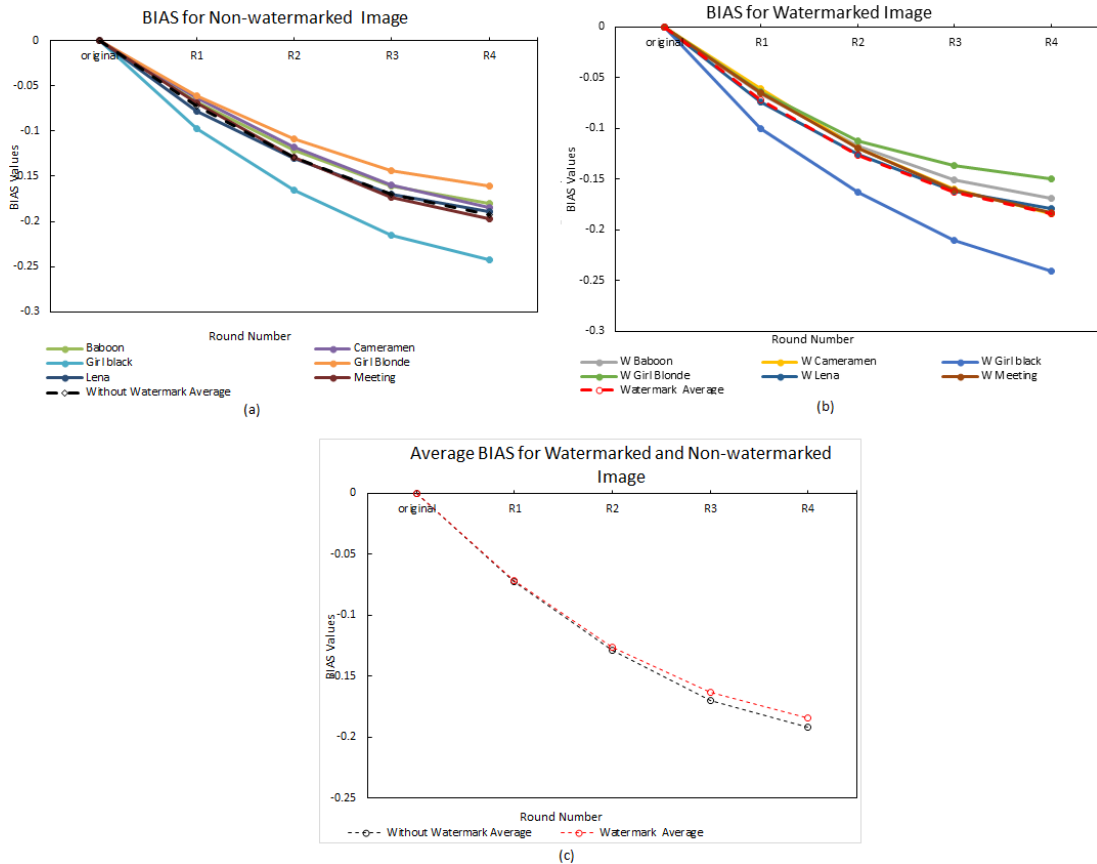 BIAS for Non-watermarked Image
0
-0.05
-0.1
-0.15
-0.2
-0.25
-0.3
BIAS Values
original R1 R2 R3 R4
Round Number
Baboon Cameramen
Girl black Girl Blonde
Lena Meeting
Without Watermark Average
(a)
BIAS for Watermarked Image
0
-0.05
-0.1
-0.15
-0.2
-0.25
-0.3
BIAS Values
original R1 R2 R3 R4
Round Number
W Baboon W Cameramen W Girl black
W Girl Blonde W Lena W Meeting
Watermark Average
(b)
Average BIAS for Watermarked and Non-watermarked
Image
0
-0.05
-0.1
-0.15
-0.2
-0.25
BIAS Values
original R1 R2 R3 R4
Round Number
Without Watermark Average Watermark Average
(c)